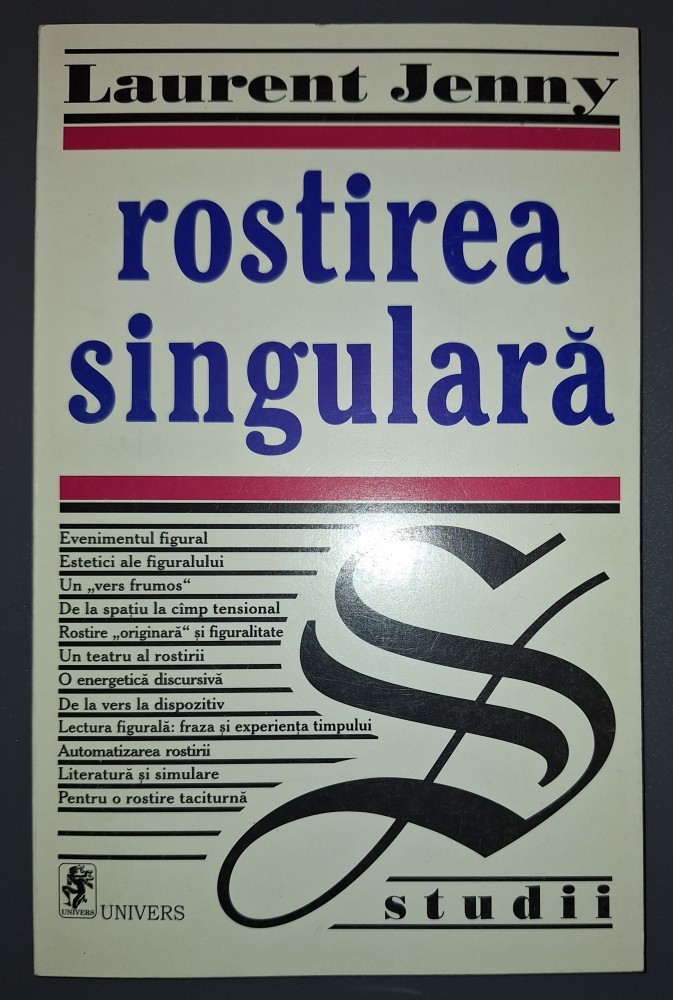 Laurent Jenny
rostirea
singulară
Evenimentul figural
Estetici ale figuralului
Un „vers frumos“
De la spațiu la cîmp tensional
Rostire „originară“ și figuralitate
Un teatru al rostirii
O energetică discursivă
De la vers la dispozitiv
Lectura figurală: fraza și experiența timpului
Automatizarea rostirii
Literatură și simulare
Pentru o rostire taciturnă
S
UNIVERS
UNIVERS
studii